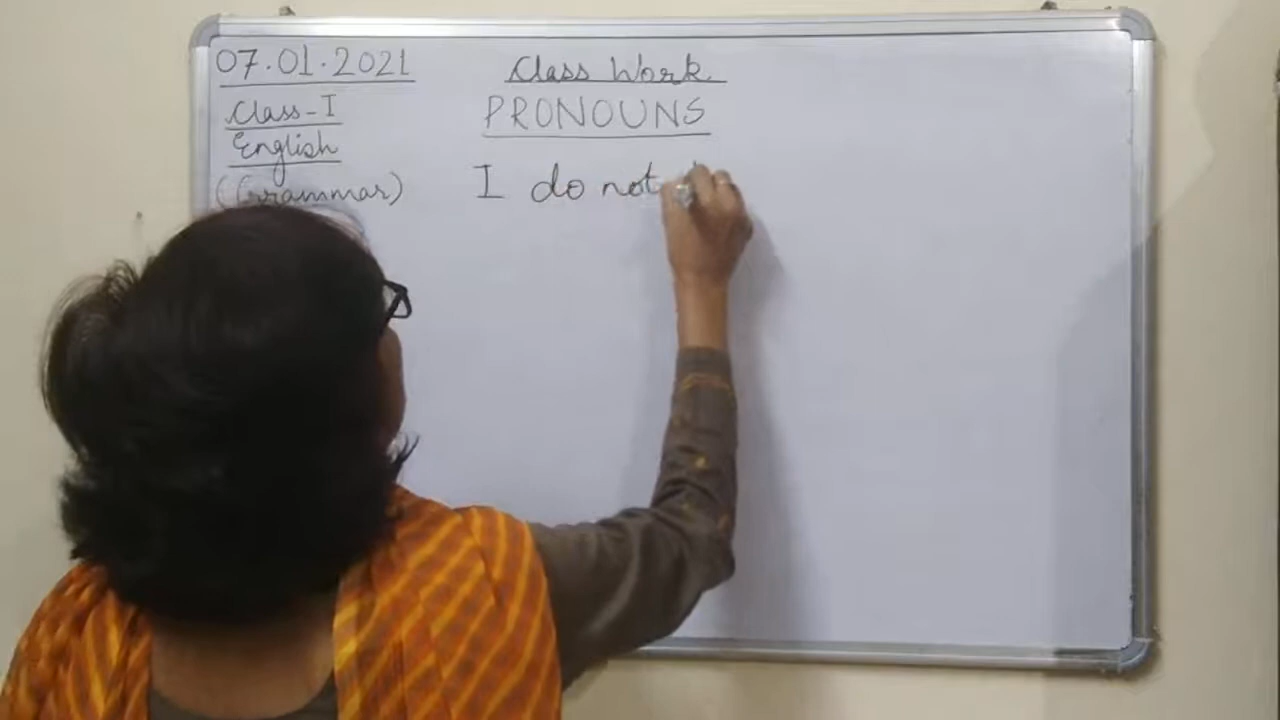 07.01.2021
Class Work
Class-I
PRONOUNS
English
(Grammar)
I do not